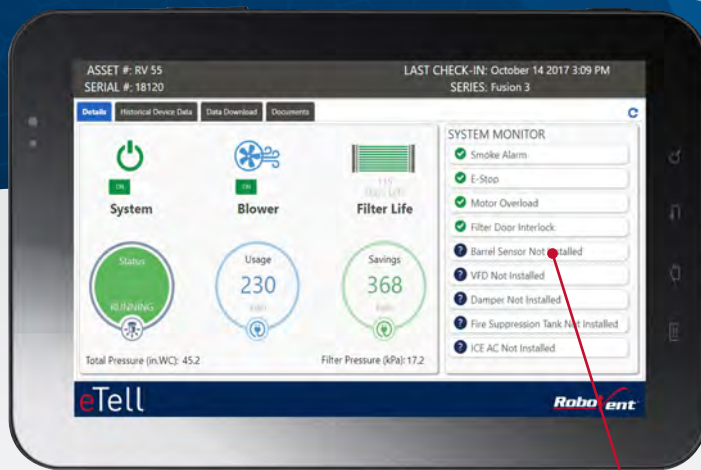 ASSET #: RV 55
SERIAL #: 18120
LAST CHECK-IN: October 14 2017 3:09 PM
SERIES: Fusion 3
Details
Historical Device Data
Data Download
Documents
System
ON
Blower
ON
Filter Life
Status
RUNNING
Usage
230
Savings
368
Total Pressure (in.WC): 45.2
Filter Pressure (kPa): 17.2
SYSTEM MONITOR
Smoke Alarm
E-Stop
Motor Overload
Filter Door Interlock
Barrel Sensor Not Installed
VFD Not Installed
Damper Not Installed
Fire Suppression Tank Not Installed
ICE AC Not Installed
eTell
RoboVent